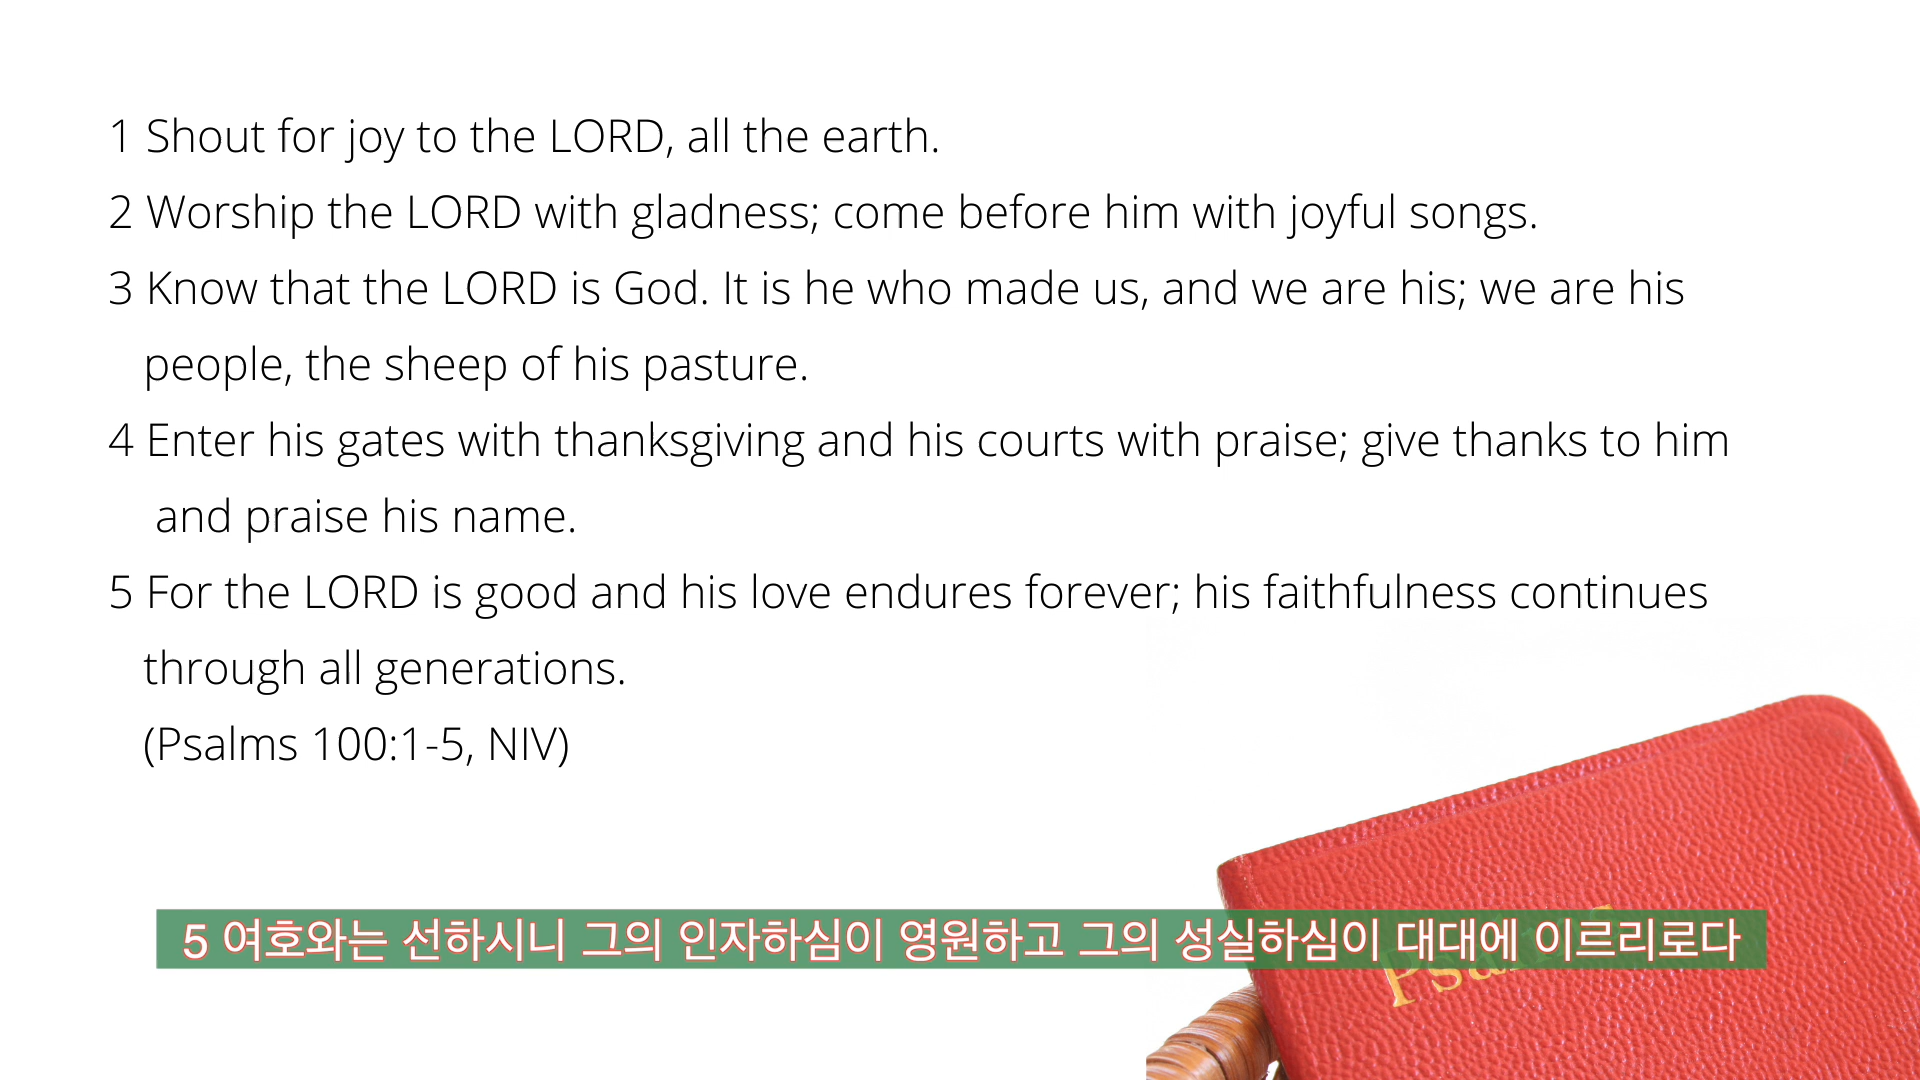 1 Shout for joy to the LORD, all the earth.
2 Worship the LORD with gladness; come before him with joyful songs.
3 Know that the LORD is God. It is he who made us, and we are his; we are his
people, the sheep of his pasture.
4 Enter his gates with thanksgiving and his courts with praise; give thanks to him
and praise his name.
5 For the LORD is good and his love endures forever; his faithfulness continues
through all generations.
(Psalms 100:1-5, NIV)
5 여호와는 선하시니 그의 인자하심이 영원하고 그의 성실하심이 대대에 이르리로다
Psalms